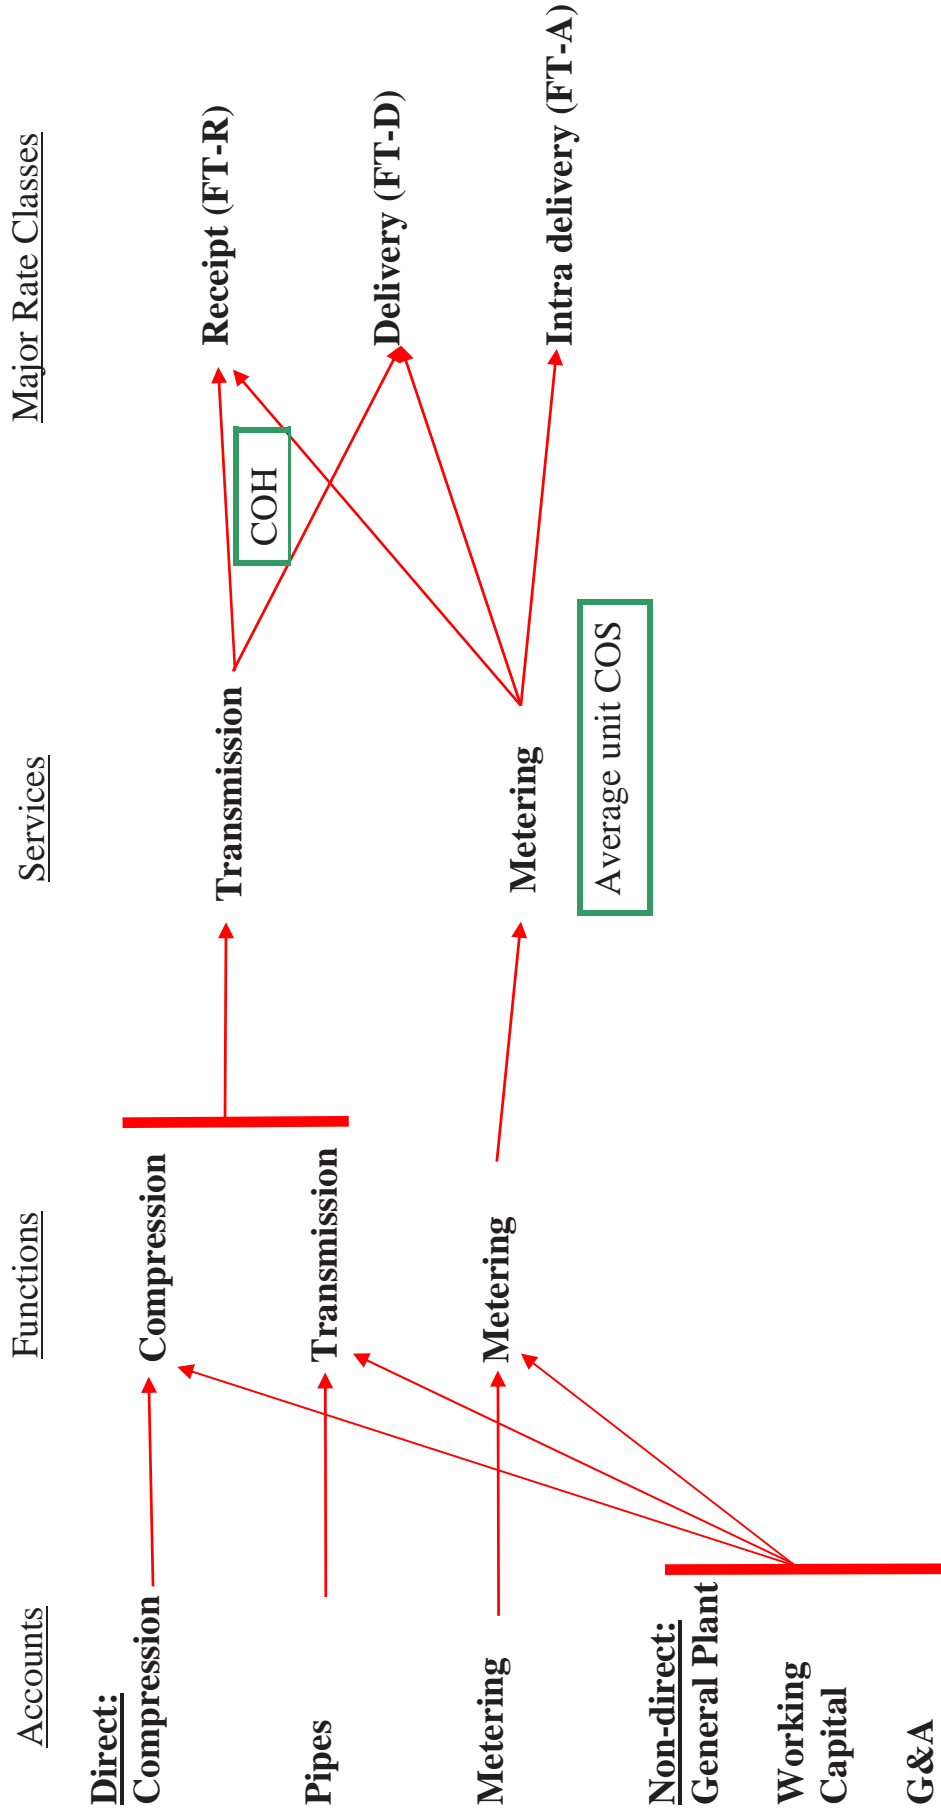 Accounts
Functions
Services
Major Rate Classes
Direct:
Compression
Pipes
Metering
Non-direct:
General Plant
Working
Capital
G&A
Compression
Transmission
Metering
Transmission
Metering
Average unit COS
COH
Receipt (FT-R)
Delivery (FT-D)
Intra delivery (FT-A)